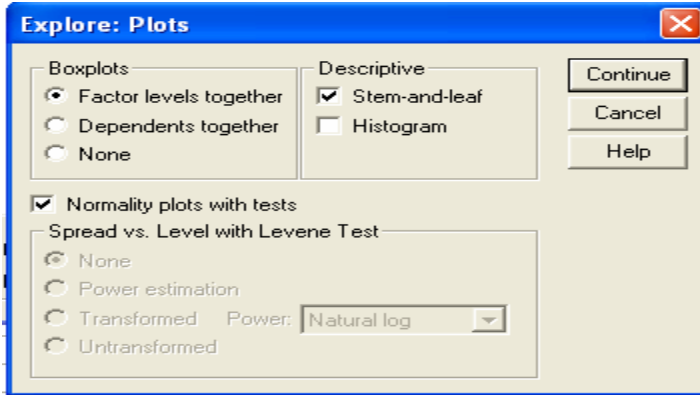 Explore: Plots
Boxplots
Factor levels together
Dependents together
None
Descriptive
Stem-and-leaf
Histogram
Continue
Cancel
Help
Normality plots with tests
Spread vs. Level with Levene Test
None
Power estimation
Transformed Power: Natural log
Untransformed